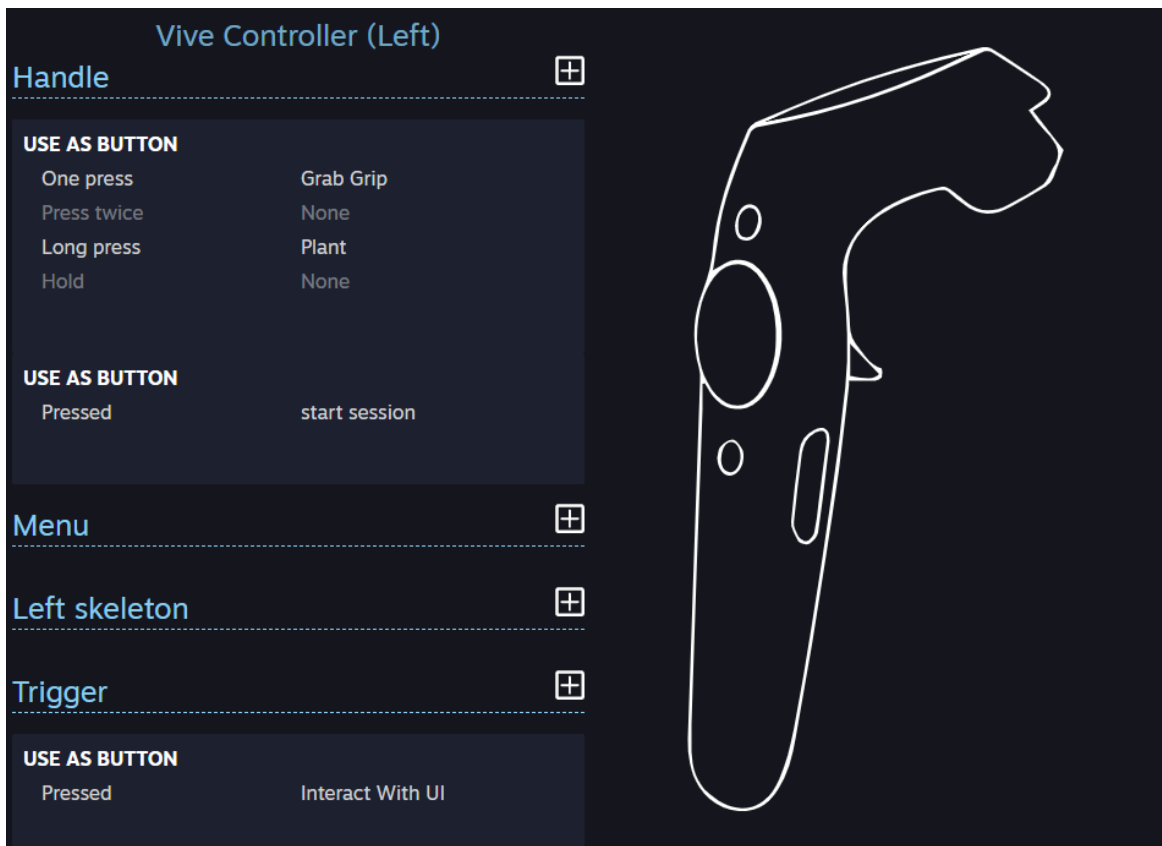 Vive Controller (Left)
Handle
USE AS BUTTON
One press Grab Grip
Press twice None
Long press Plant
Hold None
USE AS BUTTON
Pressed start session
Menu
Left skeleton
Trigger
USE AS BUTTON
Pressed Interact With UI